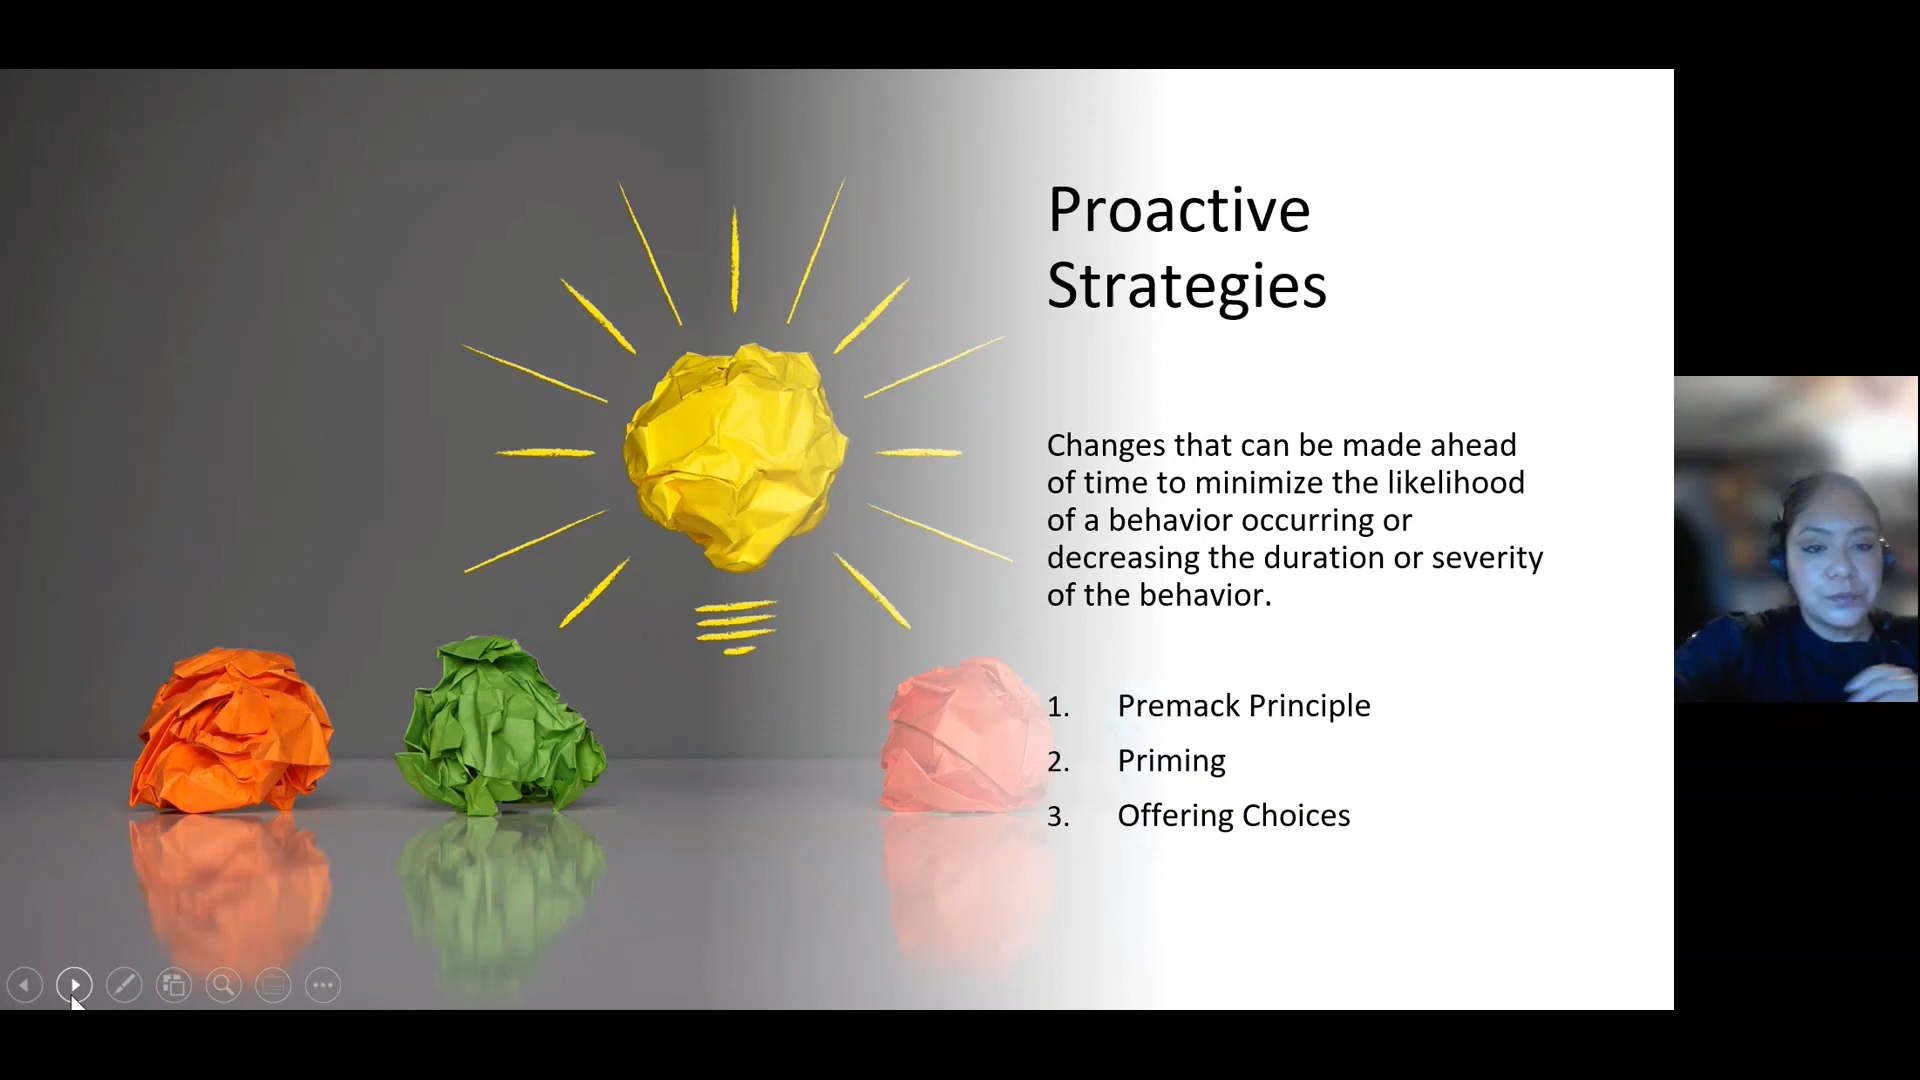 Proactive
Strategies
Changes that can be made ahead
of time to minimize the likelihood
of a behavior occurring or
decreasing the duration or severity
of the behavior.
1. Premack Principle
2. Priming
3. Offering Choices